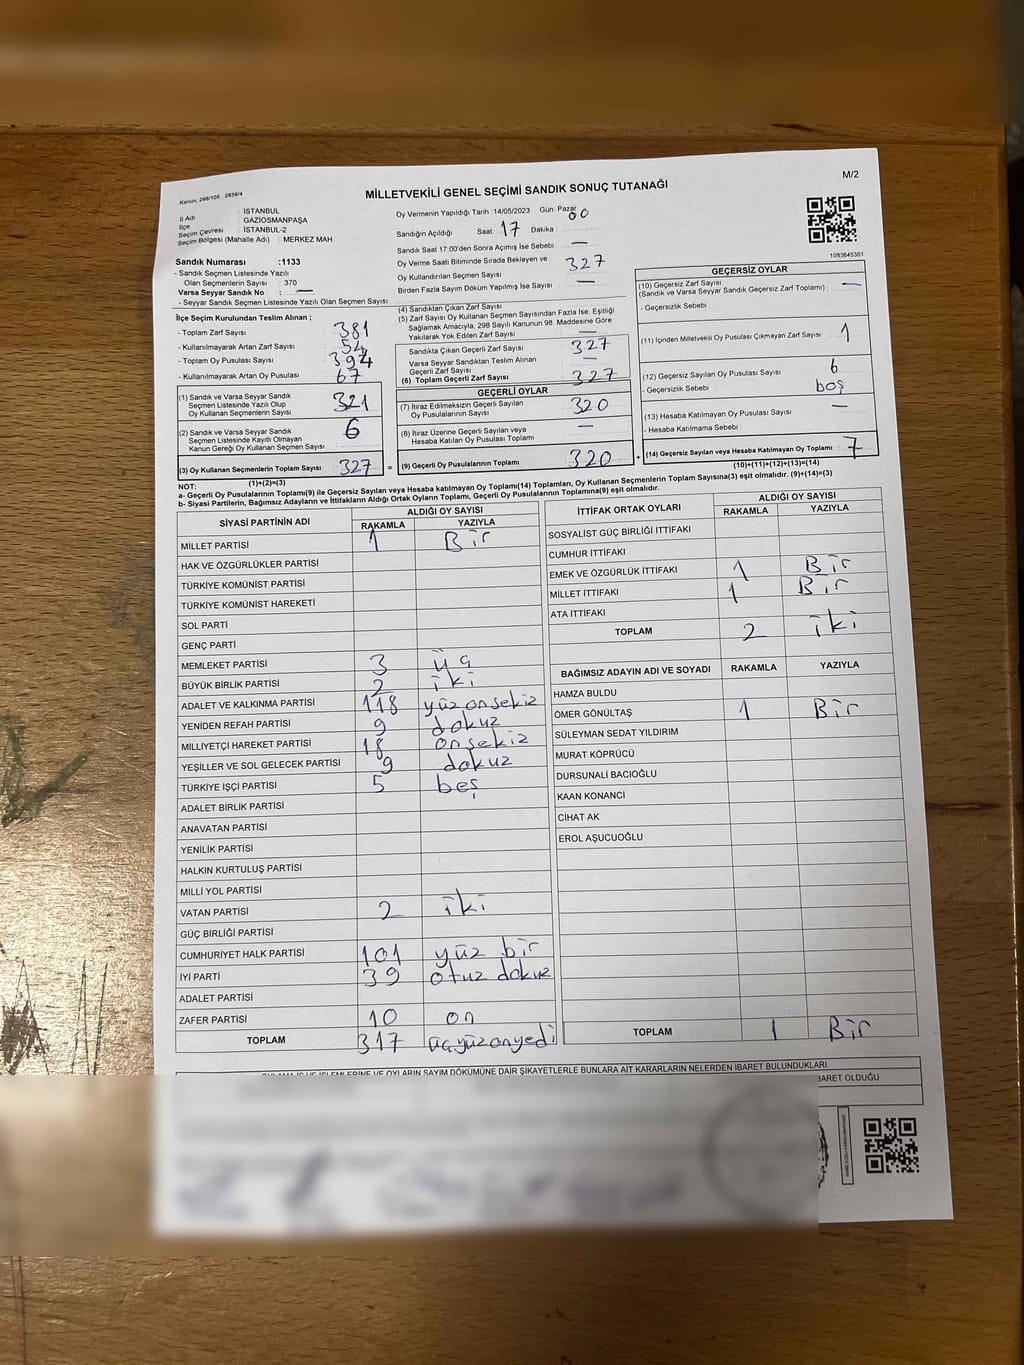 M/2
Kanun, 298/105 : 2839/4
MİLLETVEKİLİ GENEL SEÇİMİ SANDIK SONUÇ TUTANAĞI
İl Adı : İSTANBUL
İlçe : GAZİOSMANPAŞA
Seçim Çevresi : İSTANBUL-2
Seçim Bölgesi (Mahalle Adı) : MERKEZ MAH
Sandık Numarası :1133
- Sandık Seçmen Listesinde Yazılı
Olan Seçmenlerin Sayısı : 370
Varsa Seyyar Sandık No : —
- Seyyar Sandık Seçmen Listesinde Yazılı Olan Seçmen Sayısı :
Oy Vermenin Yapıldığı Tarih :14/05/2023 Gün: Pazar
Sandığın Açıldığı Saat 17 Dakika 00
Sandık Saat 17:00'den Sonra Açımış İse Sebebi —
Oy Verme Saati Bitiminde Sırada Bekleyen ve
Oy Kullandırılan Seçmen Sayısı 327
Birden Fazla Sayım Döküm Yapılmış İse Sayısı —
1083645301
İlçe Seçim Kurulundan Teslim Alınan ;
- Toplam Zarf Sayısı 381
- Kullanılmayarak Artan Zarf Sayısı 54
- Toplam Oy Pusulası Sayısı 394
- Kullanılmayarak Artan Oy Pusulası 67
(1) Sandık ve Varsa Seyyar Sandık
Seçmen Listesinde Yazılı Olup
Oy Kullanan Seçmenlerin Sayısı 321
(2) Sandık ve Varsa Seyyar Sandık
Seçmen Listesinde Kayıtlı Olmayan
Kanun Gereği Oy Kullanan Seçmen Sayısı 6
(3) Oy Kullanan Seçmenlerin Toplam Sayısı 327 =
(1)+(2)=(3)
(4) Sandıktan Çıkan Zarf Sayısı
(5) Zarf Sayısı Oy Kullanan Seçmen Sayısından Fazla İse, Eşitliği
Sağlamak Amacıyla, 298 Sayılı Kanunun 98. Maddesine Göre
Yakılarak Yok Edilen Zarf Sayısı —
Sandıkta Çıkan Geçerli Zarf Sayısı 327
Varsa Seyyar Sandıktan Teslim Alınan
Geçerli Zarf Sayısı —
(6) Toplam Geçerli Zarf Sayısı 327
GEÇERLİ OYLAR
(7) İtiraz Edilmeksizin Geçerli Sayılan
Oy Pusulalarının Sayısı 320
(8) İtiraz Üzerine Geçerli Sayılan veya
Hesaba Katılan Oy Pusulası Toplamı —
(9) Geçerli Oy Pusulalarının Toplamı 320 +
GEÇERSİZ OYLAR
(10) Geçersiz Zarf Sayısı
(Sandık ve Varsa Seyyar Sandık Geçersiz Zarf Toplamı) : —
- Geçersizlik Sebebi :
(11) İçinden Milletvekili Oy Pusulası Çıkmayan Zarf Sayısı 1
(12) Geçersiz Sayılan Oy Pusulası Sayısı 6
- Geçersizlik Sebebi : boş
(13) Hesaba Katılmayan Oy Pusulası Sayısı —
- Hesaba Katılmama Sebebi :
(14) Geçersiz Sayılan veya Hesaba Katılmayan Oy Toplamı 7
(10)+(11)+(12)+(13)=(14)
NOT:
a- Geçerli Oy Pusulalarının Toplamı(9) ile Geçersiz Sayılan veya Hesaba katılmayan Oy Toplamı(14) Toplamları, Oy Kullanan Seçmenlerin Toplam Sayısına(3) eşit olmalıdır. (9)+(14)=(3)
b- Siyasi Partilerin, Bağımsız Adayların ve İttifakların Aldığı Ortak Oyların Toplamı, Geçerli Oy Pusulalarının Toplamına(9) eşit olmalıdır.
SİYASİ PARTİNİN ADI ALDIĞI OY SAYISI
RAKAMLA YAZIYLA
MİLLET PARTİSİ 1 Bir
HAK VE ÖZGÜRLÜKLER PARTİSİ
TÜRKİYE KOMÜNİST PARTİSİ
TÜRKİYE KOMÜNİST HAREKETİ
SOL PARTİ
GENÇ PARTİ
MEMLEKET PARTİSİ 3 üç
BÜYÜK BİRLİK PARTİSİ 2 iki
ADALET VE KALKINMA PARTİSİ 118 yüzonsekiz
YENİDEN REFAH PARTİSİ 9 dokuz
MİLLİYETÇİ HAREKET PARTİSİ 18 onsekiz
YEŞİLLER VE SOL GELECEK PARTİSİ 9 dokuz
TÜRKİYE İŞÇİ PARTİSİ 5 beş
ADALET BİRLİK PARTİSİ
ANAVATAN PARTİSİ
YENİLİK PARTİSİ
HALKIN KURTULUŞ PARTİSİ
MİLLİ YOL PARTİSİ
VATAN PARTİSİ 2 iki
GÜÇ BİRLİĞİ PARTİSİ
CUMHURİYET HALK PARTİSİ 101 yüz bir
İYİ PARTİ 39 otuz dokuz
ADALET PARTİSİ
ZAFER PARTİSİ 10 on
TOPLAM 317 üçyüzonyedi
İTTİFAK ORTAK OYLARI ALDIĞI OY SAYISI
RAKAMLA YAZIYLA
SOSYALİST GÜÇ BİRLİĞİ İTTİFAKI
CUMHUR İTTİFAKI
EMEK VE ÖZGÜRLÜK İTTİFAKI 1 Bir
MİLLET İTTİFAKI 1 Bir
ATA İTTİFAKI
TOPLAM 2 iki
BAĞIMSIZ ADAYIN ADI VE SOYADI RAKAMLA YAZIYLA
HAMZA BULDU
ÖMER GÖNÜLTAŞ 1 Bir
SÜLEYMAN SEDAT YILDIRIM
MURAT KÖPRÜCÜ
DURSUNALİ BACIOĞLU
KAAN KONANCİ
CİHAT AK
EROL AŞUCUOĞLU
TOPLAM 1 Bir
İŞLEMLERİNE VE OYLARIN SAYIM DÖKÜMÜNE DAİR ŞİKAYETLERLE BUNLARA AİT KARARLARIN NELERDEN İBARET BULUNDUKLARI
İBARET OLDUĞU